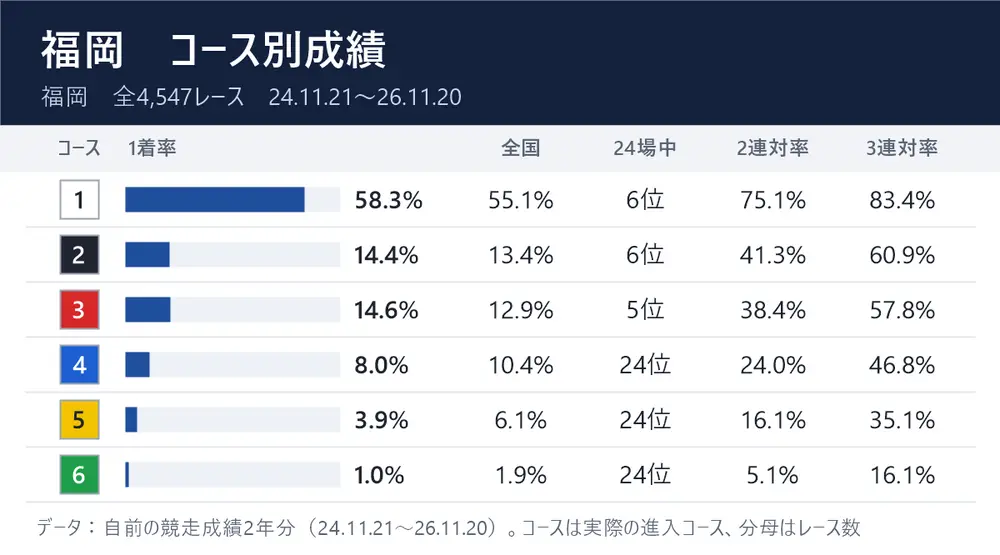 福岡　コース別成績
福岡　全4,547レース　24.11.21～26.11.20
コース 1着率 全国 24場中 2連対率 3連対率
1 58.3% 55.1% 6位 75.1% 83.4%
2 14.4% 13.4% 6位 41.3% 60.9%
3 14.6% 12.9% 5位 38.4% 57.8%
4 8.0% 10.4% 24位 24.0% 46.8%
5 3.9% 6.1% 24位 16.1% 35.1%
6 1.0% 1.9% 24位 5.1% 16.1%
データ：自前の競走成績2年分（24.11.21～26.11.20）。コースは実際の進入コース、分母はレース数